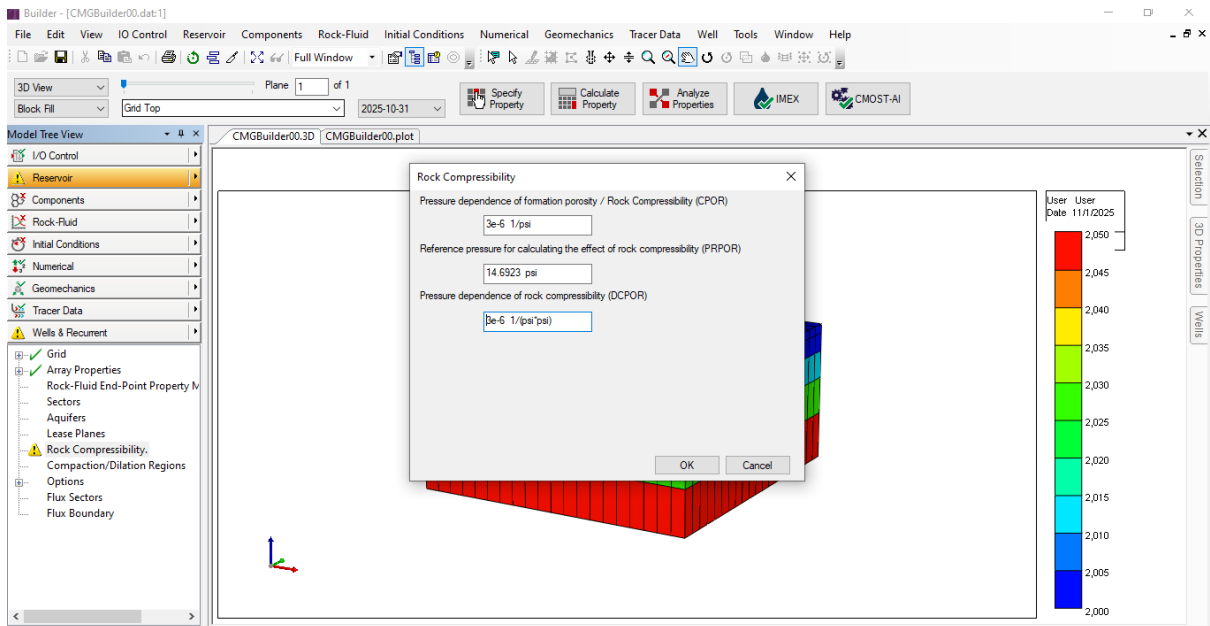 Builder - [CMGBuilder00.dat:1]
File Edit View IO Control Reservoir Components Rock-Fluid Initial Conditions Numerical Geomechanics Tracer Data Well Tools Window Help
Full Window
3D View
Plane 1 of 1
Block Fill
Grid Top
2025-10-31
Specify Property
Calculate Property
Analyze Properties
IMEX
CMOST-AI
Model Tree View
CMGBuilder00.3D CMGBuilder00.plot
I/O Control
Reservoir
Components
Rock-Fluid
Initial Conditions
Numerical
Geomechanics
Tracer Data
Wells & Recurrent
Grid
Array Properties
Rock-Fluid End-Point Property M
Sectors
Aquifers
Lease Planes
Rock Compressibility.
Compaction/Dilation Regions
Options
Flux Sectors
Flux Boundary
Rock Compressibility
Pressure dependence of formation porosity / Rock Compressibility (CPOR)
3e-6 1/psi
Reference pressure for calculating the effect of rock compressibility (PRPOR)
14.6923 psi
Pressure dependence of rock compressibility (DCPOR)
3e-6 1/(psi*psi)
OK Cancel
User User
Date 11/1/2025
2,050
2,045
2,040
2,035
2,030
2,025
2,020
2,015
2,010
2,005
2,000
Selection
3D Properties
Wells